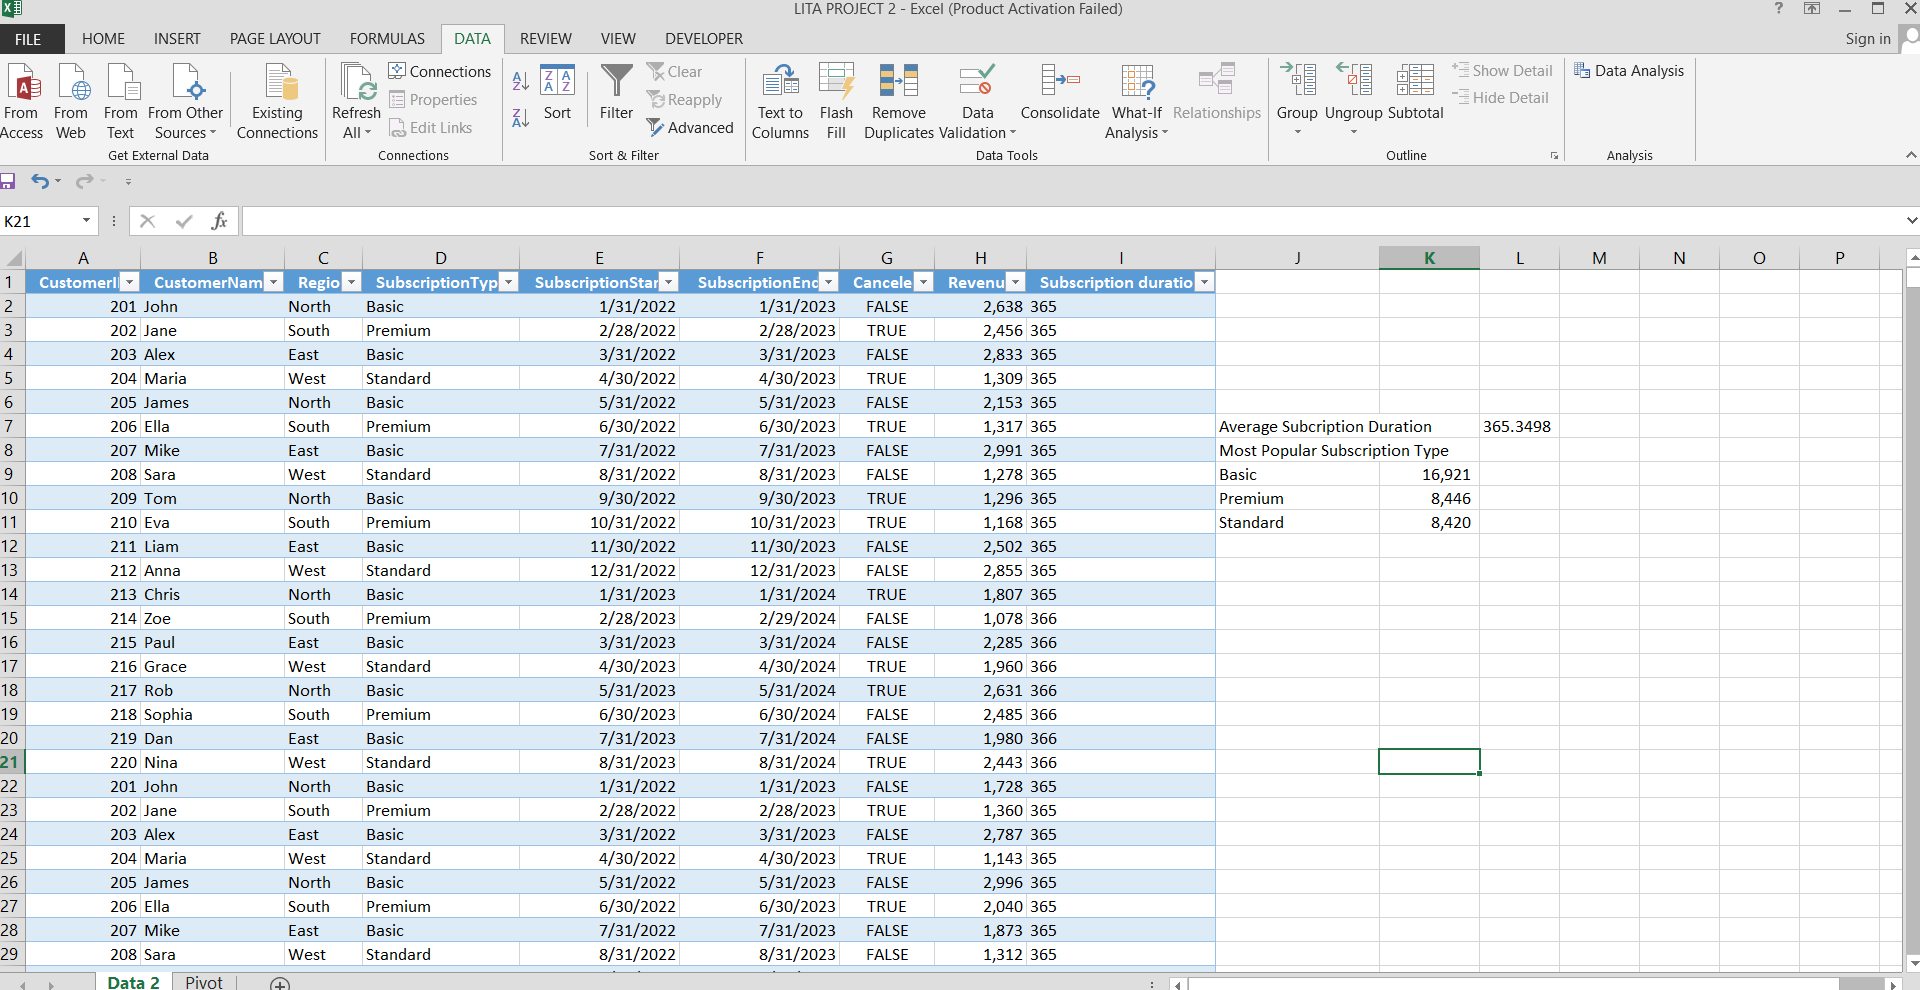 LITA PROJECT 2 - Excel (Product Activation Failed)
?
FILE HOME INSERT PAGE LAYOUT FORMULAS DATA REVIEW VIEW DEVELOPER Sign in
From Access
From Web
From Text
From Other Sources
Get External Data
Existing Connections
Refresh All
Connections
Properties
Edit Links
Connections
Sort
Filter
Clear
Reapply
Advanced
Sort & Filter
Text to Columns
Flash Fill
Remove Duplicates
Data Validation
Consolidate
What-If Analysis
Relationships
Data Tools
Group
Ungroup
Subtotal
Show Detail
Hide Detail
Outline
Data Analysis
Analysis
K21 fx
A B C D E F G H I J K L M N O P
1 CustomerI CustomerNam Regio SubscriptionTyp SubscriptionStar SubscriptionEnd Cancele Revenu Subscription duratio
2 201 John North Basic 1/31/2022 1/31/2023 FALSE 2,638 365
3 202 Jane South Premium 2/28/2022 2/28/2023 TRUE 2,456 365
4 203 Alex East Basic 3/31/2022 3/31/2023 FALSE 2,833 365
5 204 Maria West Standard 4/30/2022 4/30/2023 TRUE 1,309 365
6 205 James North Basic 5/31/2022 5/31/2023 FALSE 2,153 365
7 206 Ella South Premium 6/30/2022 6/30/2023 TRUE 1,317 365 Average Subcription Duration 365.3498
8 207 Mike East Basic 7/31/2022 7/31/2023 FALSE 2,991 365 Most Popular Subscription Type
9 208 Sara West Standard 8/31/2022 8/31/2023 FALSE 1,278 365 Basic 16,921
10 209 Tom North Basic 9/30/2022 9/30/2023 TRUE 1,296 365 Premium 8,446
11 210 Eva South Premium 10/31/2022 10/31/2023 TRUE 1,168 365 Standard 8,420
12 211 Liam East Basic 11/30/2022 11/30/2023 FALSE 2,502 365
13 212 Anna West Standard 12/31/2022 12/31/2023 FALSE 2,855 365
14 213 Chris North Basic 1/31/2023 1/31/2024 TRUE 1,807 365
15 214 Zoe South Premium 2/28/2023 2/29/2024 FALSE 1,078 366
16 215 Paul East Basic 3/31/2023 3/31/2024 FALSE 2,285 366
17 216 Grace West Standard 4/30/2023 4/30/2024 TRUE 1,960 366
18 217 Rob North Basic 5/31/2023 5/31/2024 TRUE 2,631 366
19 218 Sophia South Premium 6/30/2023 6/30/2024 FALSE 2,485 366
20 219 Dan East Basic 7/31/2023 7/31/2024 FALSE 1,980 366
21 220 Nina West Standard 8/31/2023 8/31/2024 TRUE 2,443 366
22 201 John North Basic 1/31/2022 1/31/2023 FALSE 1,728 365
23 202 Jane South Premium 2/28/2022 2/28/2023 TRUE 1,360 365
24 203 Alex East Basic 3/31/2022 3/31/2023 FALSE 2,787 365
25 204 Maria West Standard 4/30/2022 4/30/2023 TRUE 1,143 365
26 205 James North Basic 5/31/2022 5/31/2023 FALSE 2,996 365
27 206 Ella South Premium 6/30/2022 6/30/2023 TRUE 2,040 365
28 207 Mike East Basic 7/31/2022 7/31/2023 FALSE 1,873 365
29 208 Sara West Standard 8/31/2022 8/31/2023 FALSE 1,312 365
Data 2 Pivot